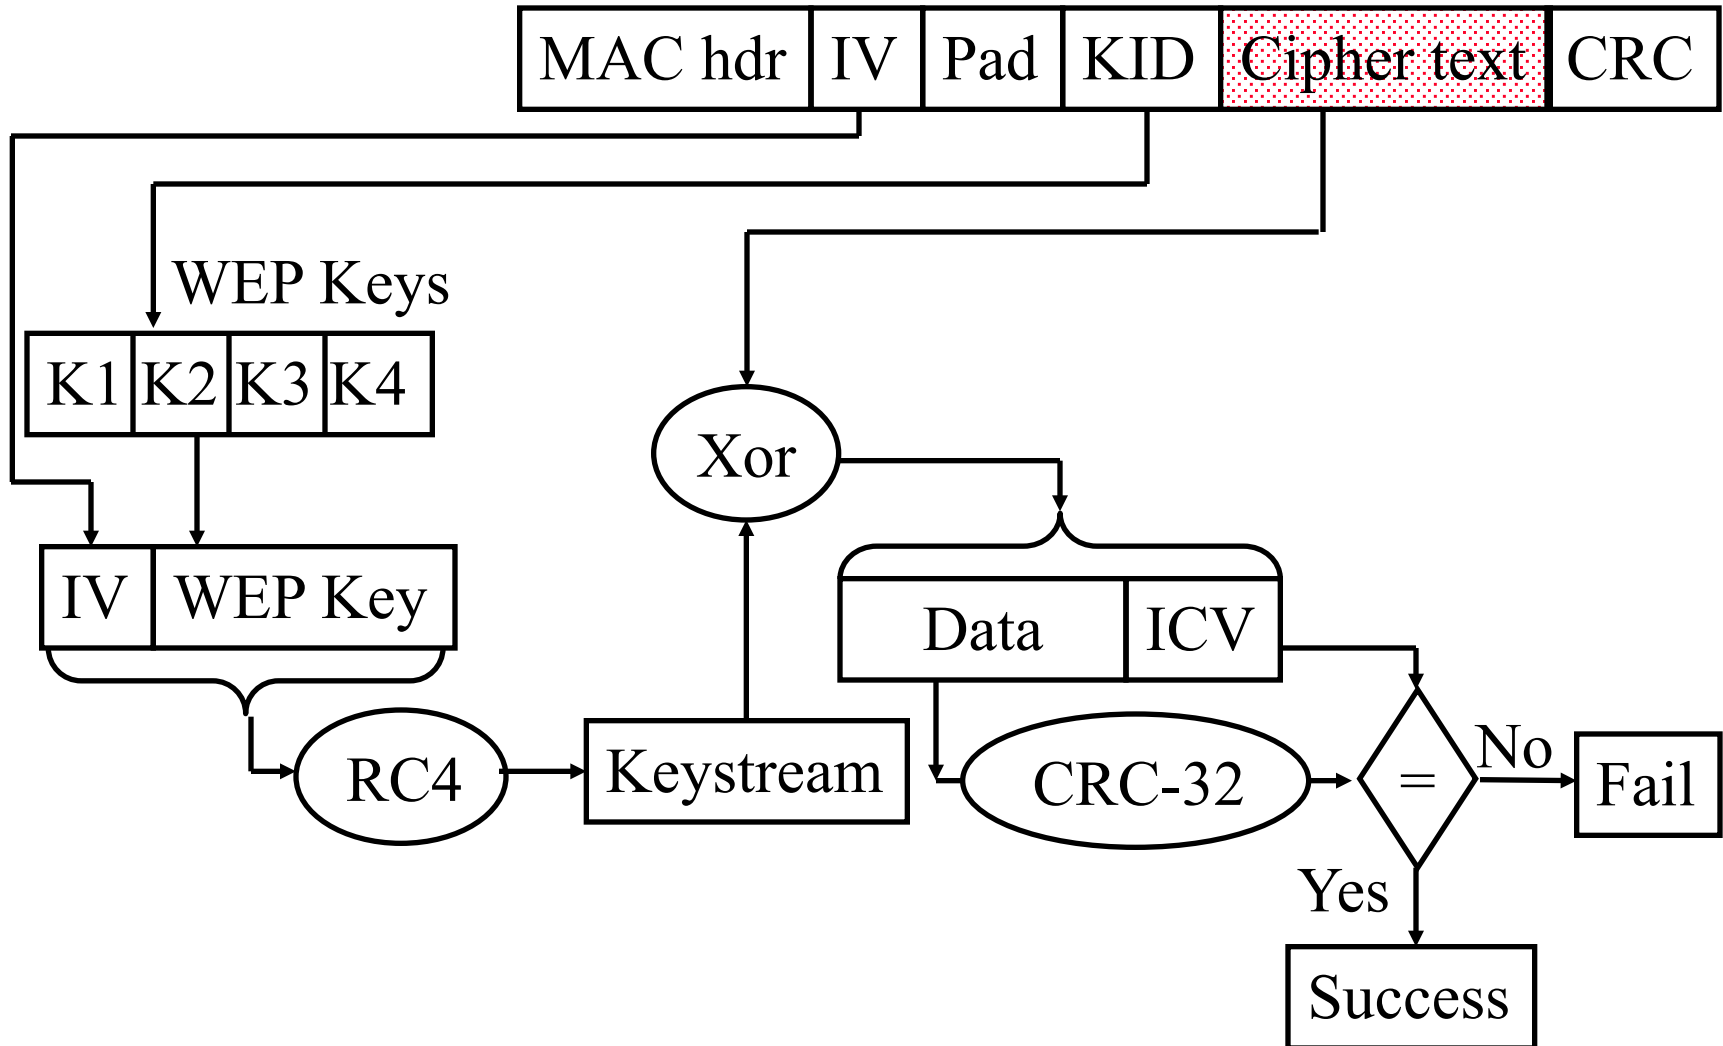 MAC hdr IV Pad KID Cipher text CRC
WEP Keys
K1 K2 K3 K4
Xor
IV WEP Key
Data ICV
RC4
Keystream
CRC-32
=
No
Fail
Yes
Success